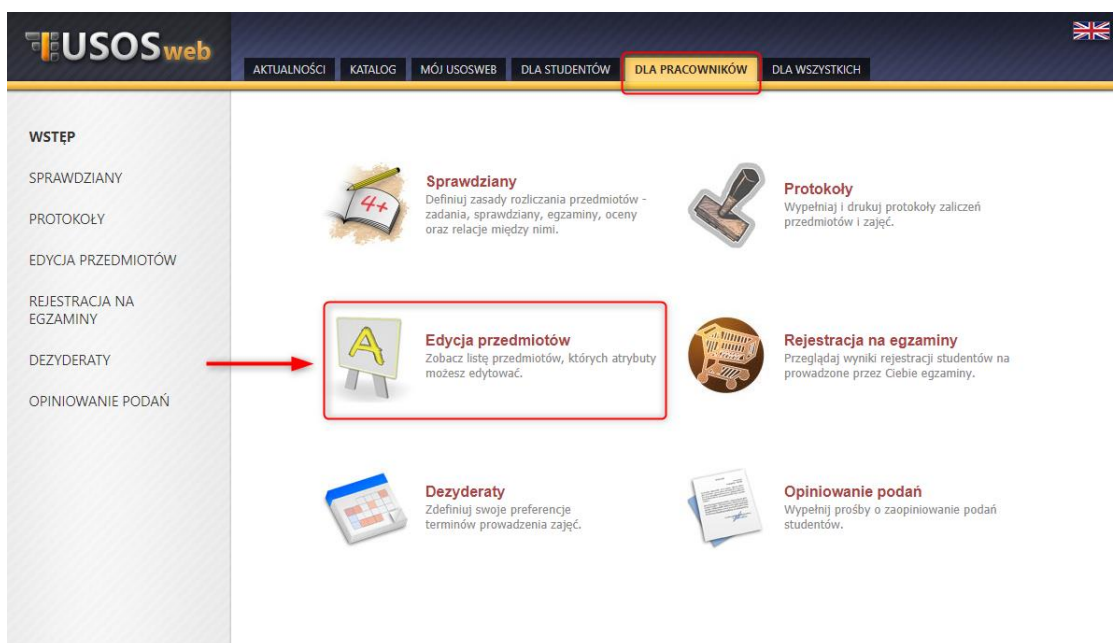 USOSweb
AKTUALNOŚCI KATALOG MÓJ USOSWEB DLA STUDENTÓW DLA PRACOWNIKÓW DLA WSZYSTKICH
WSTĘP
SPRAWDZIANY
PROTOKOŁY
EDYCJA PRZEDMIOTÓW
REJESTRACJA NA
EGZAMINY
DEZYDERATY
OPINIOWANIE PODAŃ
4+
Sprawdziany
Definiuj zasady rozliczania przedmiotów -
zadania, sprawdziany, egzaminy, oceny
oraz relacje między nimi.
Protokoły
Wypełniaj i drukuj protokoły zaliczeń
przedmiotów i zajęć.
A
Edycja przedmiotów
Zobacz listę przedmiotów, których atrybuty
możesz edytować.
Rejestracja na egzaminy
Przeglądaj wyniki rejestracji studentów na
prowadzone przez Ciebie egzaminy.
Dezyderaty
Zdefiniuj swoje preferencje
terminów prowadzenia zajęć.
Opiniowanie podań
Wypełnij prośby o zaopiniowanie podań
studentów.